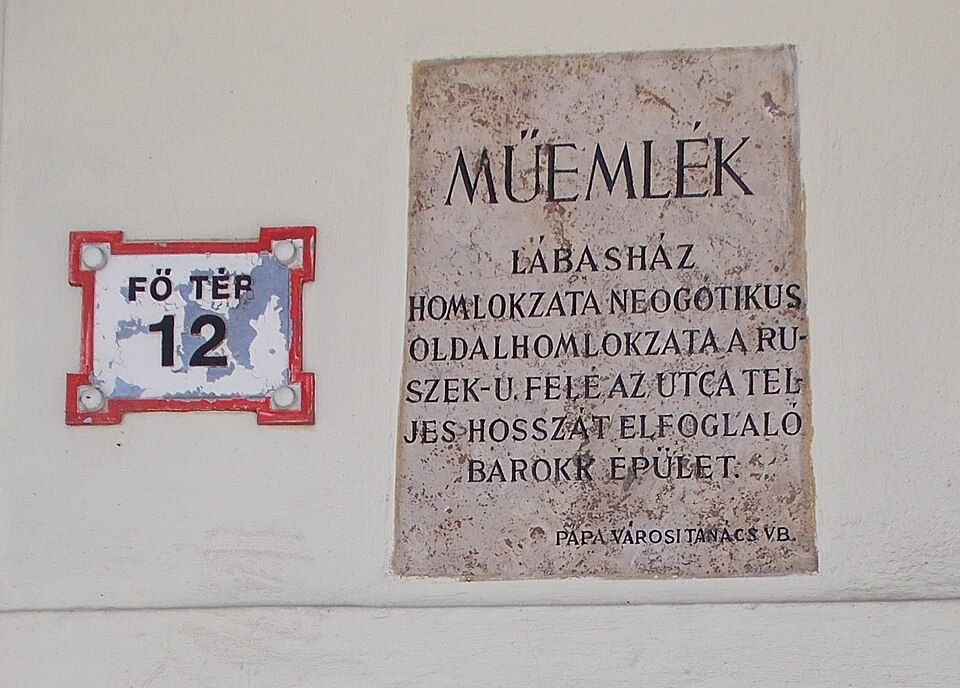 FŐ TÉR
12
MŰEMLÉK
LÁBASHÁZ
HOMLOKZATA NEOGÓTIKUS
OLDALHOMLOKZATA A RU-
SZEK-U. FELÉ AZ UTCA TEL-
JES HOSSZÁT ELFOGLALÓ
BAROKK ÉPÜLET.
PÁPA VÁROSI TANÁCS V.B.